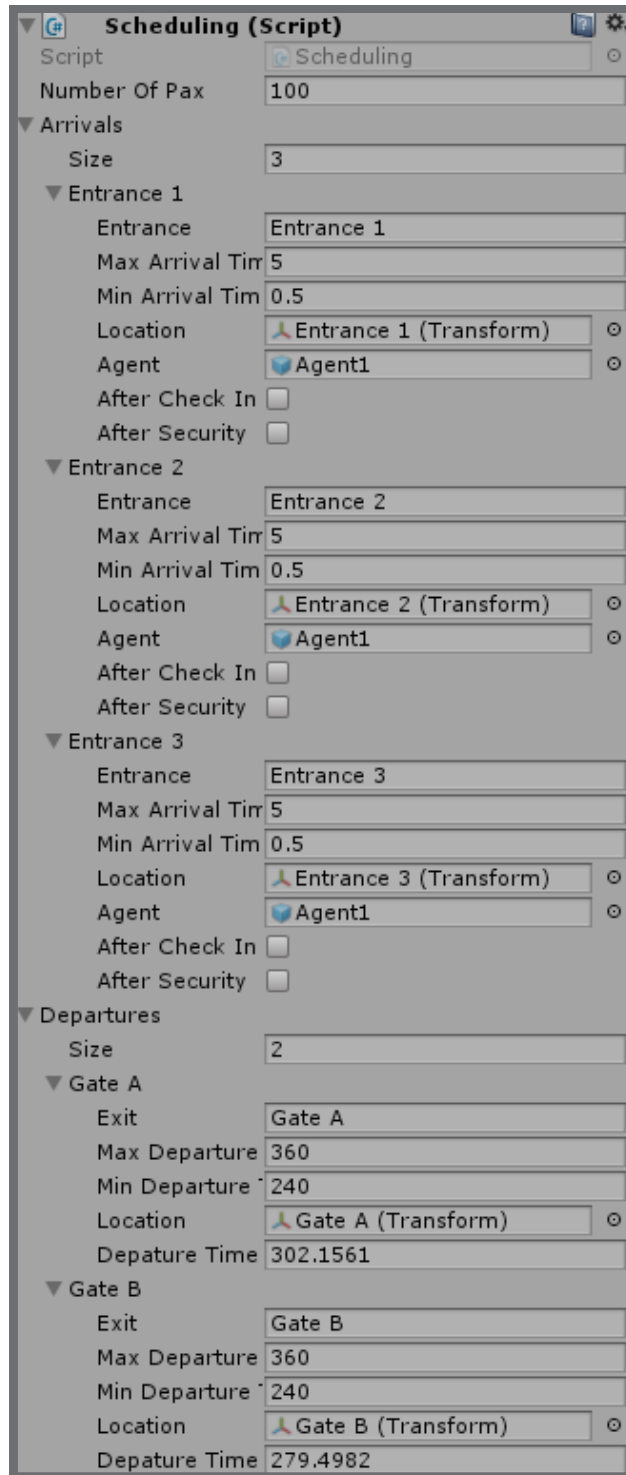 Scheduling (Script)
Script Scheduling
Number Of Pax 100
Arrivals
Size 3
Entrance 1
Entrance Entrance 1
Max Arrival Tim 5
Min Arrival Tim 0.5
Location Entrance 1 (Transform)
Agent Agent1
After Check In
After Security
Entrance 2
Entrance Entrance 2
Max Arrival Tim 5
Min Arrival Tim 0.5
Location Entrance 2 (Transform)
Agent Agent1
After Check In
After Security
Entrance 3
Entrance Entrance 3
Max Arrival Tim 5
Min Arrival Tim 0.5
Location Entrance 3 (Transform)
Agent Agent1
After Check In
After Security
Departures
Size 2
Gate A
Exit Gate A
Max Departure 360
Min Departure 240
Location Gate A (Transform)
Depature Time 302.1561
Gate B
Exit Gate B
Max Departure 360
Min Departure 240
Location Gate B (Transform)
Depature Time 279.4982